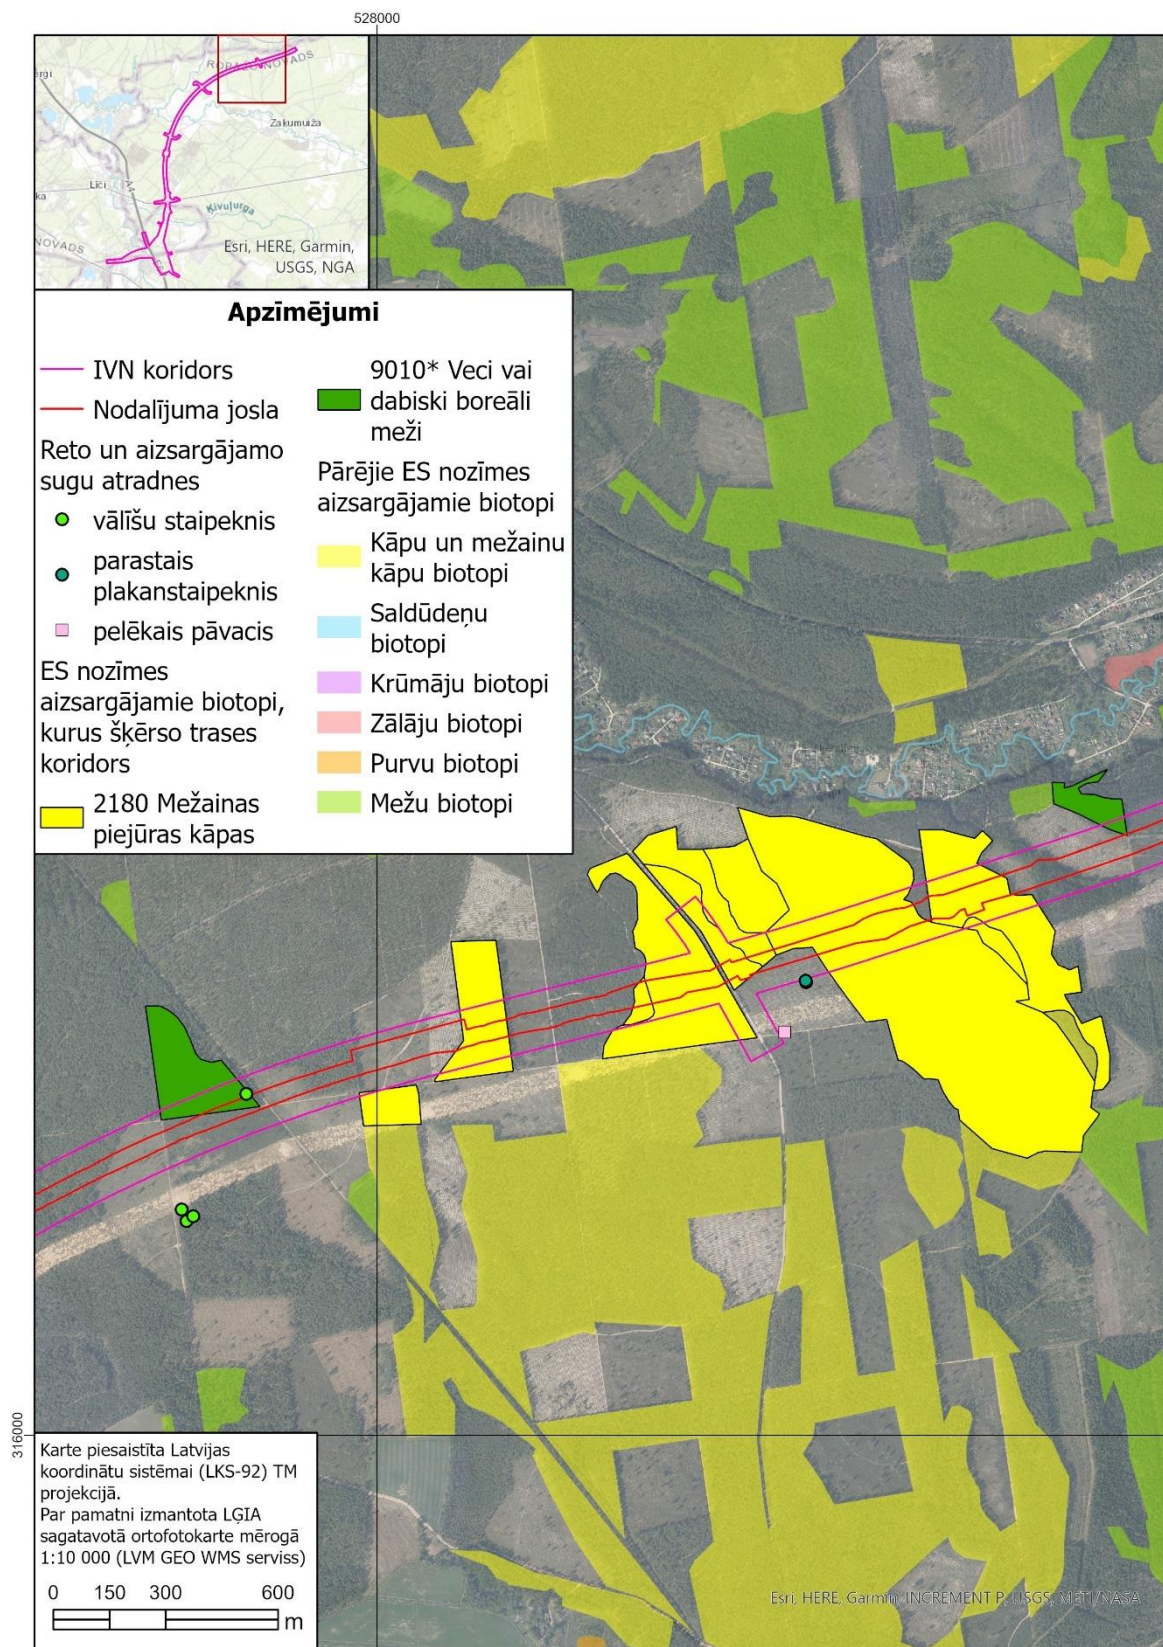 528000
ROPAŽU NOVADS
Zakumuiža
Līči
A4
Ķivuļurga
NOVADS
Esri, HERE, Garmin,
USGS, NGA
Apzīmējumi
IVN koridors
Nodalījuma josla
Reto un aizsargājamo
sugu atradnes
vālīšu staipeknis
parastais
plakanstaipeknis
pelēkais pāvacis
ES nozīmes
aizsargājamie biotopi,
kurus šķērso trases
koridors
2180 Mežainas
piejūras kāpas
9010* Veci vai
dabiski boreāli
meži
Pārējie ES nozīmes
aizsargājamie biotopi
Kāpu un mežainu
kāpu biotopi
Saldūdeņu
biotopi
Krūmāju biotopi
Zālāju biotopi
Purvu biotopi
Mežu biotopi
316000
Karte piesaistīta Latvijas
koordinātu sistēmai (LKS-92) TM
projekcijā.
Par pamatni izmantota LĢIA
sagatavotā ortofotokarte mērogā
1:10 000 (LVM GEO WMS serviss)
0 150 300 600
m
Esri, HERE, Garmin, INCREMENT P, USGS, METI/NASA